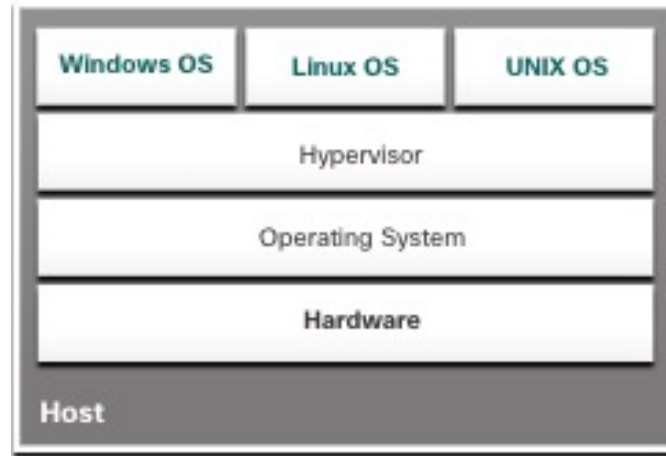 Windows OS Linux OS UNIX OS
Hypervisor
Operating System
Hardware
Host